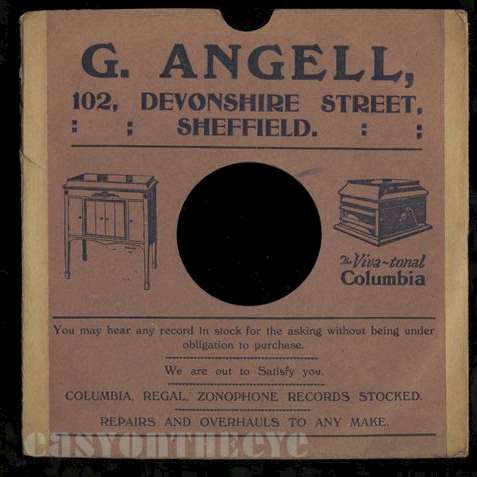 G. ANGELL,
102, DEVONSHIRE STREET,
: ; SHEFFIELD. : ;
The Viva-tonal
Columbia
You may hear any record in stock for the asking without being under
obligation to purchase.
We are out to Satisfy you.
COLUMBIA, REGAL, ZONOPHONE RECORDS STOCKED.
REPAIRS AND OVERHAULS TO ANY MAKE.
easyontheeye